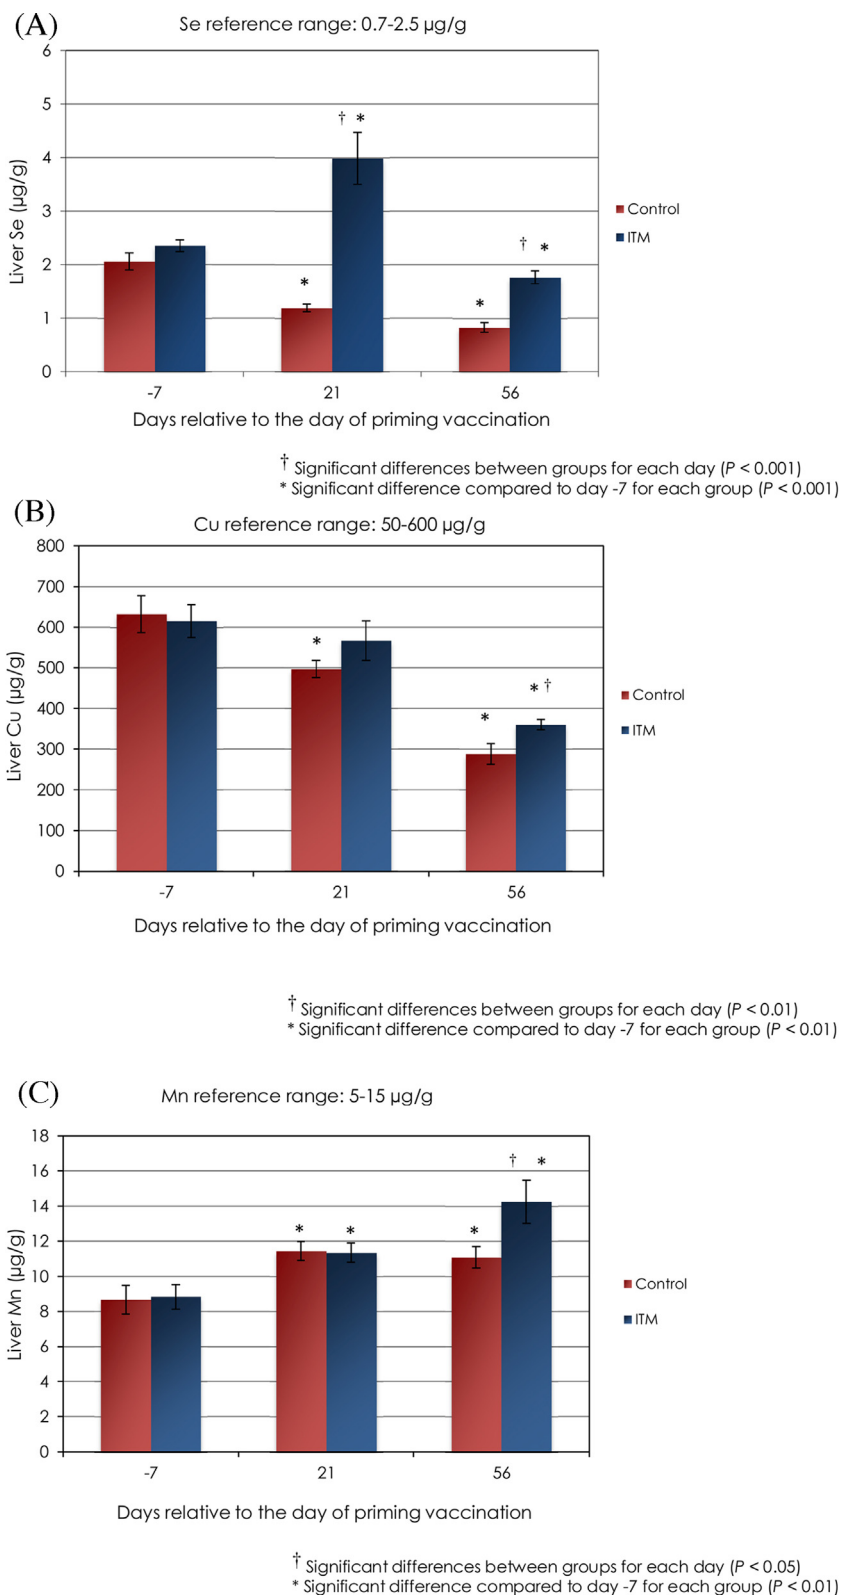 (A)
Se reference range: 0.7-2.5 µg/g
6
5
4
3
2
1
0
Liver Se (µg/g)
† *
*
† *
*
Control
ITM
-7 21 56
Days relative to the day of priming vaccination
† Significant differences between groups for each day (P < 0.001)
* Significant difference compared to day -7 for each group (P < 0.001)
(B)
Cu reference range: 50-600 µg/g
800
700
600
500
400
300
200
100
0
Liver Cu (µg/g)
*
* †
*
Control
ITM
-7 21 56
Days relative to the day of priming vaccination
† Significant differences between groups for each day (P < 0.01)
* Significant difference compared to day -7 for each group (P < 0.01)
(C)
Mn reference range: 5-15 µg/g
18
16
14
12
10
8
6
4
2
0
Liver Mn (µg/g)
† *
* * *
Control
ITM
-7 21 56
Days relative to the day of priming vaccination
† Significant differences between groups for each day (P < 0.05)
* Significant difference compared to day -7 for each group (P < 0.01)